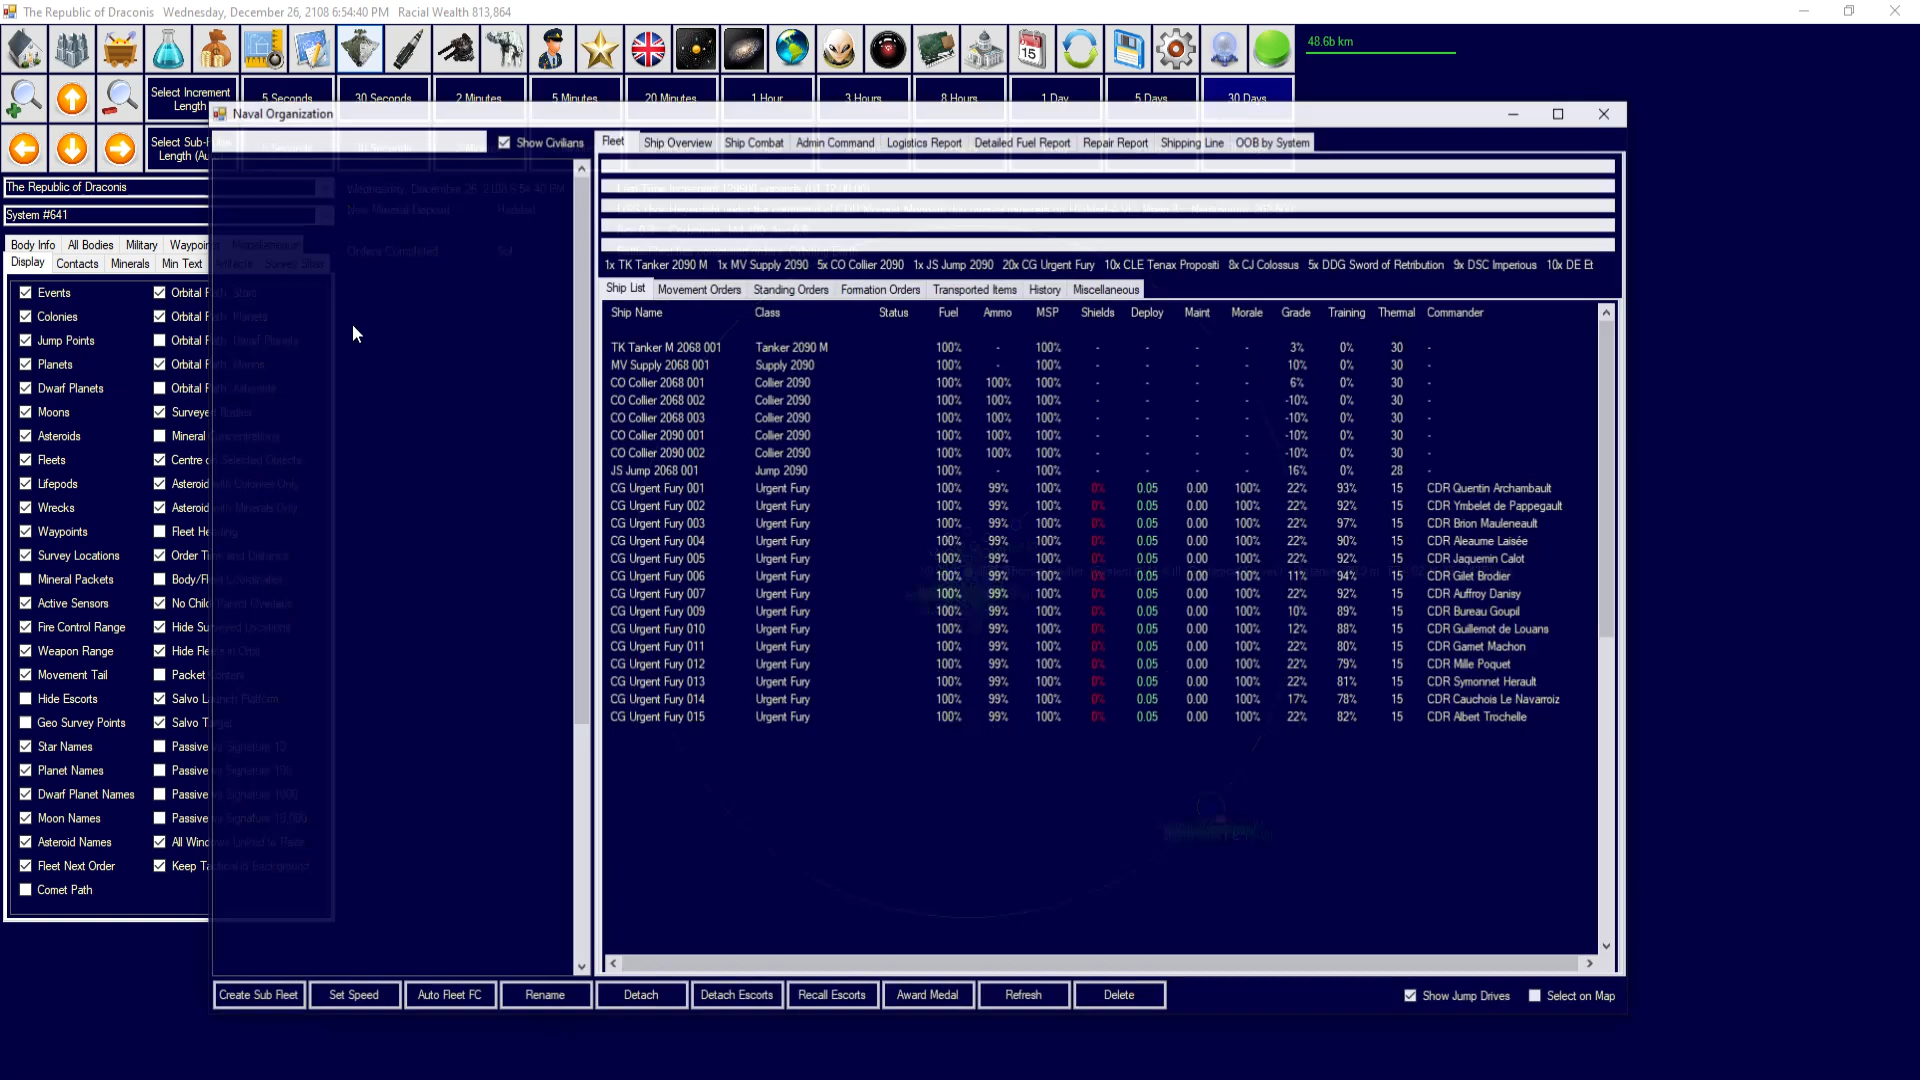 The Republic of Draconis   Wednesday, December 26, 2108 6:54:40 PM   Racial Wealth 813,864
48.6b km
Select Increment Length
5 Seconds
30 Seconds
2 Minutes
5 Minutes
20 Minutes
1 Hour
3 Hours
8 Hours
1 Day
5 Days
30 Days
Naval Organization
Show Civilians
Fleet   Ship Overview   Ship Combat   Admin Command   Logistics Report   Detailed Fuel Report   Repair Report   Shipping Line   OOB by System
The Republic of Draconis
System #641
Body Info   All Bodies   Military
Display   Contacts   Minerals   Min Text
Events
Colonies
Jump Points
Planets
Dwarf Planets
Moons
Asteroids
Fleets
Lifepods
Wrecks
Waypoints
Survey Locations
Mineral Packets
Active Sensors
Fire Control Range
Weapon Range
Movement Tail
Hide Escorts
Geo Survey Points
Star Names
Planet Names
Dwarf Planet Names
Moon Names
Asteroid Names
Fleet Next Order
Comet Path
1x TK Tanker 2090 M   1x MV Supply 2090   5x CO Collier 2090   1x JS Jump 2090   20x CG Urgent Fury   10x CLE Tenax Propositi   8x CJ Colossus   5x DDG Sword of Retribution   9x DSC Imperious   10x DE Et
Ship List   Movement Orders   Standing Orders   Formation Orders   Transported Items   History   Miscellaneous
Ship Name   Class   Status   Fuel   Ammo   MSP   Shields   Deploy   Maint   Morale   Grade   Training   Thermal   Commander
TK Tanker M 2068 001   Tanker 2090 M   100%   -   100%   -   -   -   -   3%   0%   30   -
MV Supply 2068 001   Supply 2090   100%   -   100%   -   -   -   -   10%   0%   30   -
CO Collier 2068 001   Collier 2090   100%   100%   100%   -   -   -   -   6%   0%   30   -
CO Collier 2068 002   Collier 2090   100%   100%   100%   -   -   -   -   -10%   0%   30   -
CO Collier 2068 003   Collier 2090   100%   100%   100%   -   -   -   -   -10%   0%   30   -
CO Collier 2090 001   Collier 2090   100%   100%   100%   -   -   -   -   -10%   0%   30   -
CO Collier 2090 002   Collier 2090   100%   100%   100%   -   -   -   -   -10%   0%   30   -
JS Jump 2068 001   Jump 2090   100%   -   100%   -   -   -   -   16%   0%   28   -
CG Urgent Fury 001   Urgent Fury   100%   99%   100%   0%   0.05   0.00   100%   22%   93%   15   CDR Quentin Archambault
CG Urgent Fury 002   Urgent Fury   100%   99%   100%   0%   0.05   0.00   100%   22%   92%   15   CDR Ymbelet de Pappegault
CG Urgent Fury 003   Urgent Fury   100%   99%   100%   0%   0.05   0.00   100%   22%   97%   15   CDR Brion Mauleneault
CG Urgent Fury 004   Urgent Fury   100%   99%   100%   0%   0.05   0.00   100%   22%   90%   15   CDR Aleaume Laisée
CG Urgent Fury 005   Urgent Fury   100%   99%   100%   0%   0.05   0.00   100%   22%   92%   15   CDR Jaquemin Calot
CG Urgent Fury 006   Urgent Fury   100%   99%   100%   0%   0.05   0.00   100%   11%   94%   15   CDR Gilet Brodier
CG Urgent Fury 007   Urgent Fury   100%   99%   100%   0%   0.05   0.00   100%   22%   92%   15   CDR Auffroy Danisy
CG Urgent Fury 009   Urgent Fury   100%   99%   100%   0%   0.05   0.00   100%   10%   89%   15   CDR Bureau Goupil
CG Urgent Fury 010   Urgent Fury   100%   99%   100%   0%   0.05   0.00   100%   12%   88%   15   CDR Guillemot de Louans
CG Urgent Fury 011   Urgent Fury   100%   99%   100%   0%   0.05   0.00   100%   22%   80%   15   CDR Garnet Machon
CG Urgent Fury 012   Urgent Fury   100%   99%   100%   0%   0.05   0.00   100%   22%   79%   15   CDR Mille Poquet
CG Urgent Fury 013   Urgent Fury   100%   99%   100%   0%   0.05   0.00   100%   22%   81%   15   CDR Symonnet Herault
CG Urgent Fury 014   Urgent Fury   100%   99%   100%   0%   0.05   0.00   100%   17%   78%   15   CDR Cauchois Le Navarroiz
CG Urgent Fury 015   Urgent Fury   100%   99%   100%   0%   0.05   0.00   100%   22%   82%   15   CDR Albert Trochelle
Create Sub Fleet   Set Speed   Auto Fleet FC   Rename   Detach   Detach Escorts   Recall Escorts   Award Medal   Refresh   Delete
Show Jump Drives   Select on Map